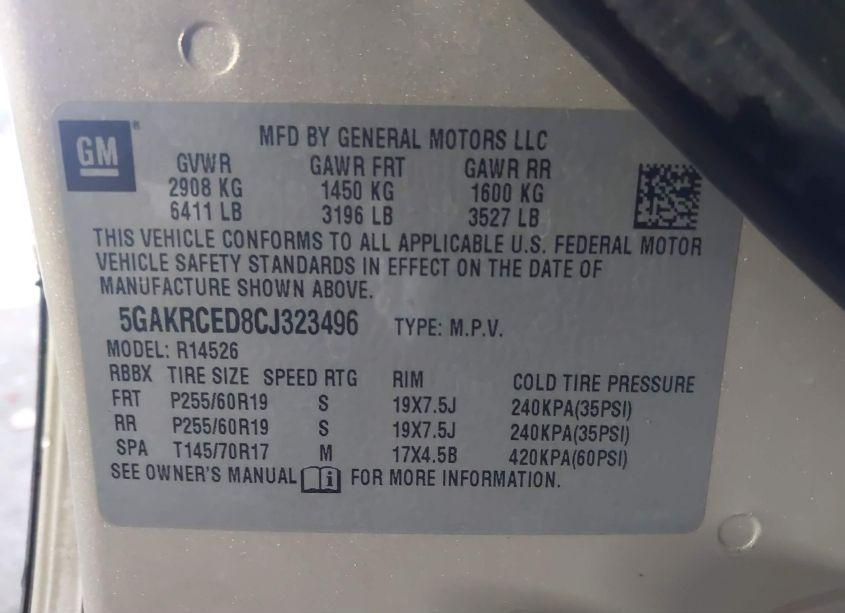 GM
MFD BY GENERAL MOTORS LLC
GVWR GAWR FRT GAWR RR
2908 KG 1450 KG 1600 KG
6411 LB 3196 LB 3527 LB
THIS VEHICLE CONFORMS TO ALL APPLICABLE U.S. FEDERAL MOTOR
VEHICLE SAFETY STANDARDS IN EFFECT ON THE DATE OF
MANUFACTURE SHOWN ABOVE.
5GAKRCED8CJ323496 TYPE: M.P.V.
MODEL: R14526
RBBX TIRE SIZE SPEED RTG RIM COLD TIRE PRESSURE
FRT P255/60R19 S 19X7.5J 240KPA(35PSI)
RR P255/60R19 S 19X7.5J 240KPA(35PSI)
SPA T145/70R17 M 17X4.5B 420KPA(60PSI)
SEE OWNER'S MANUAL FOR MORE INFORMATION.